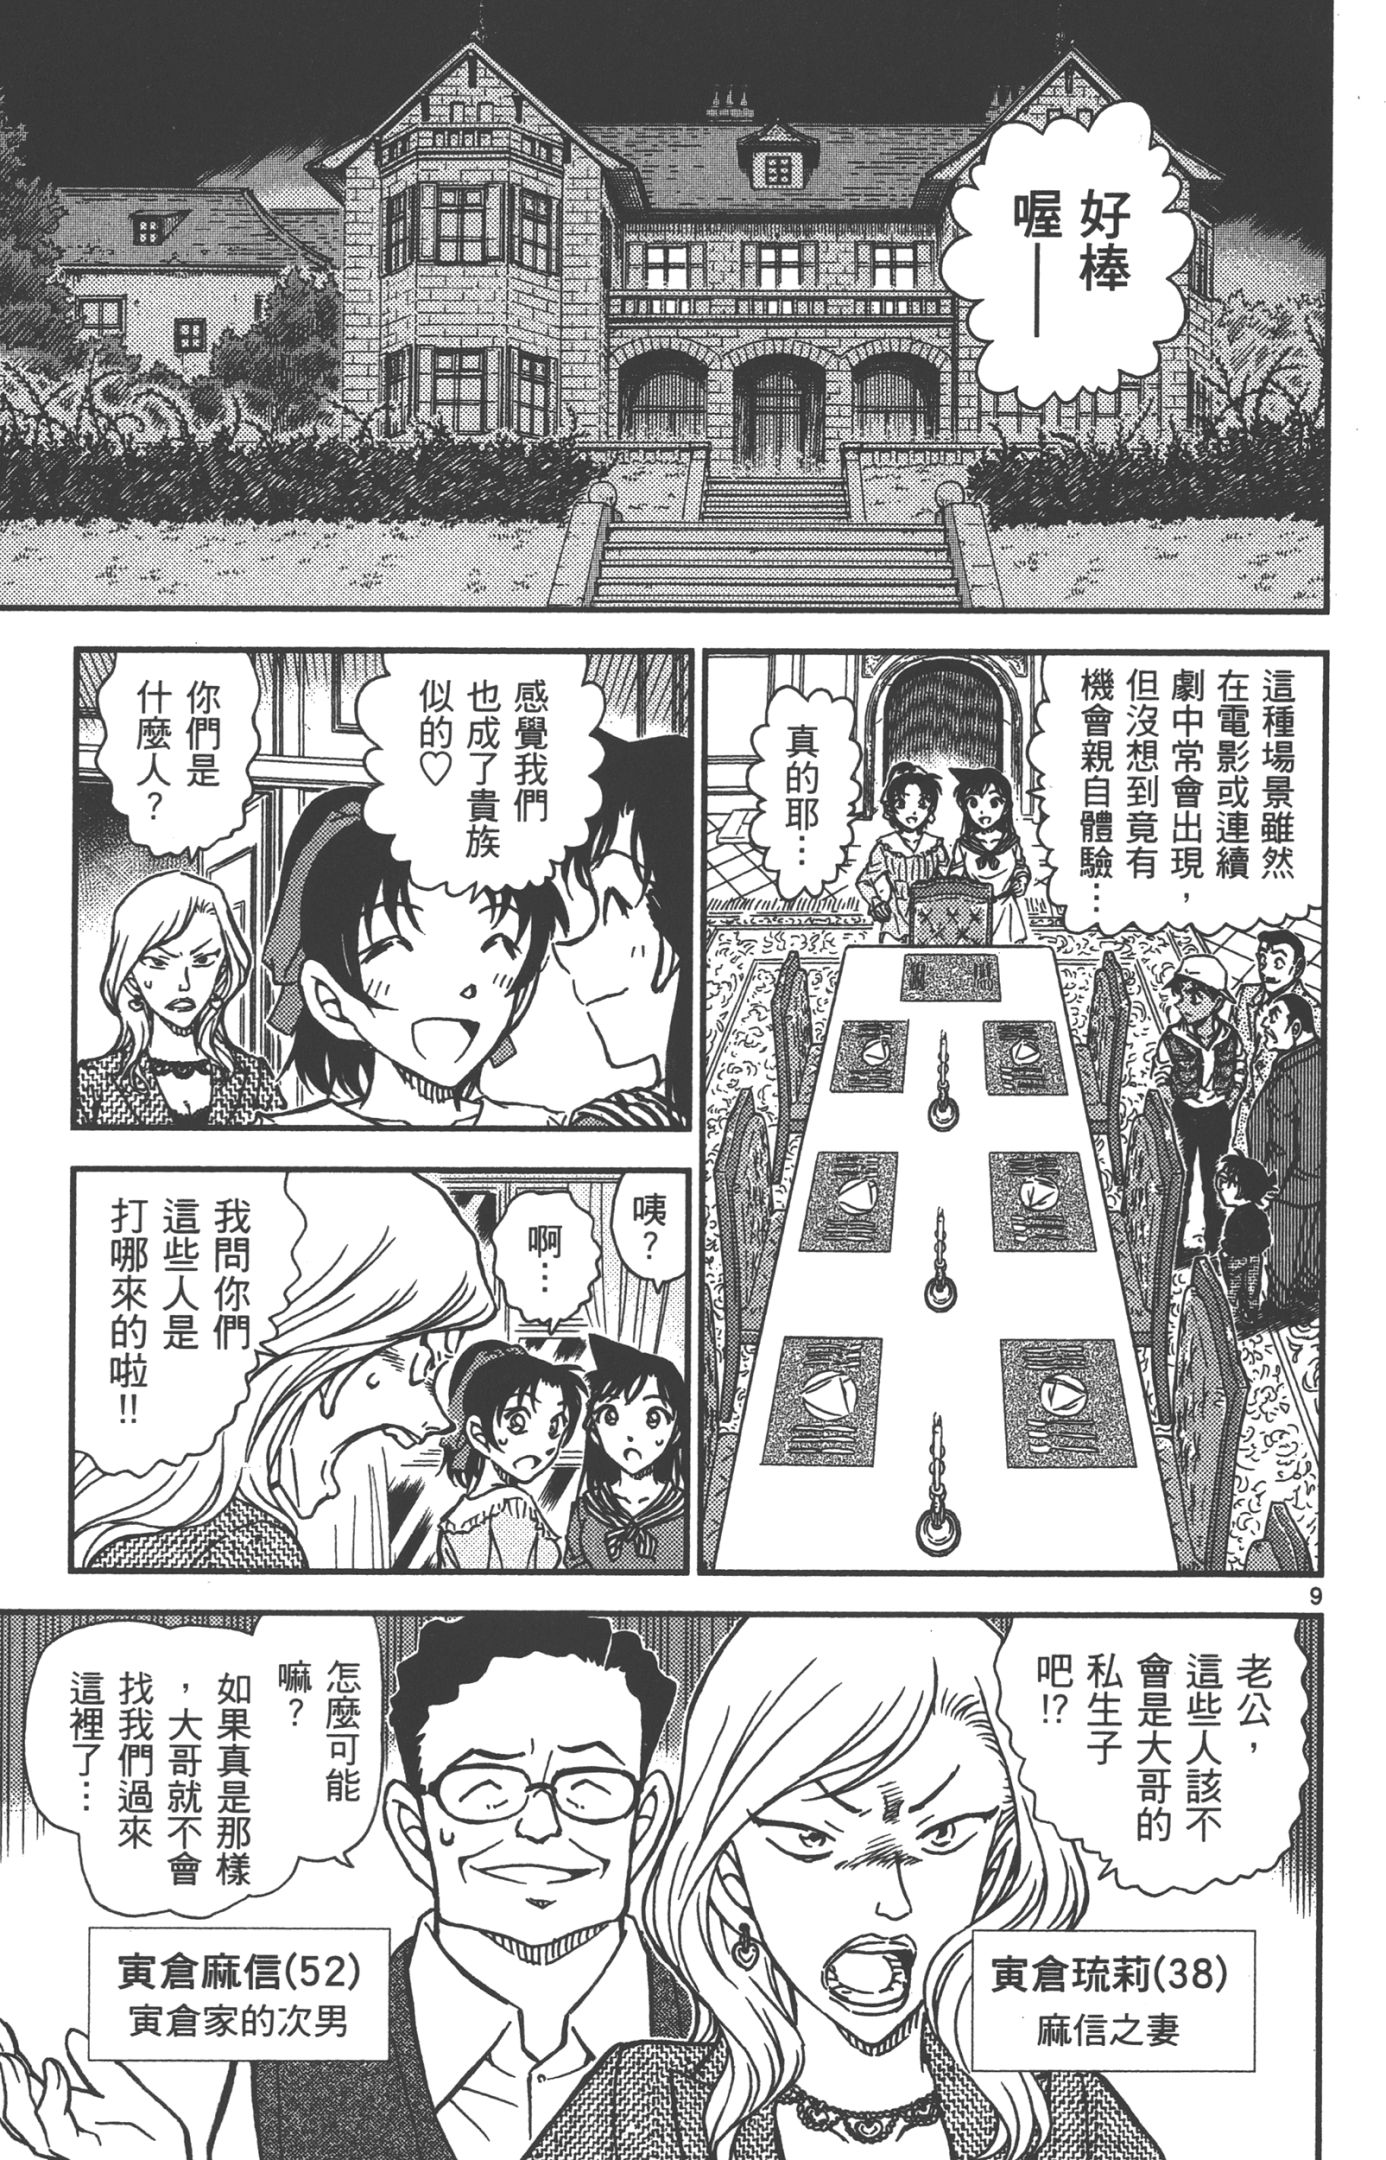 好棒
喔——
這種場景雖然
在電影或連續
劇中常會出現，
但沒想到竟有
機會親自體驗…
真的耶…
感覺我們
也成了貴族
似的♡
你們是
什麼人？
咦？
啊…
我問你們
這些人是
打哪來的啦!!
9
老公，
這些人該不
會是大哥的
私生子
吧!?
怎麼可能
嘛？
如果真是那樣
，大哥就不會
找我們過來
這裡了…
寅倉琉莉(38)
麻信之妻
寅倉麻信(52)
寅倉家的次男